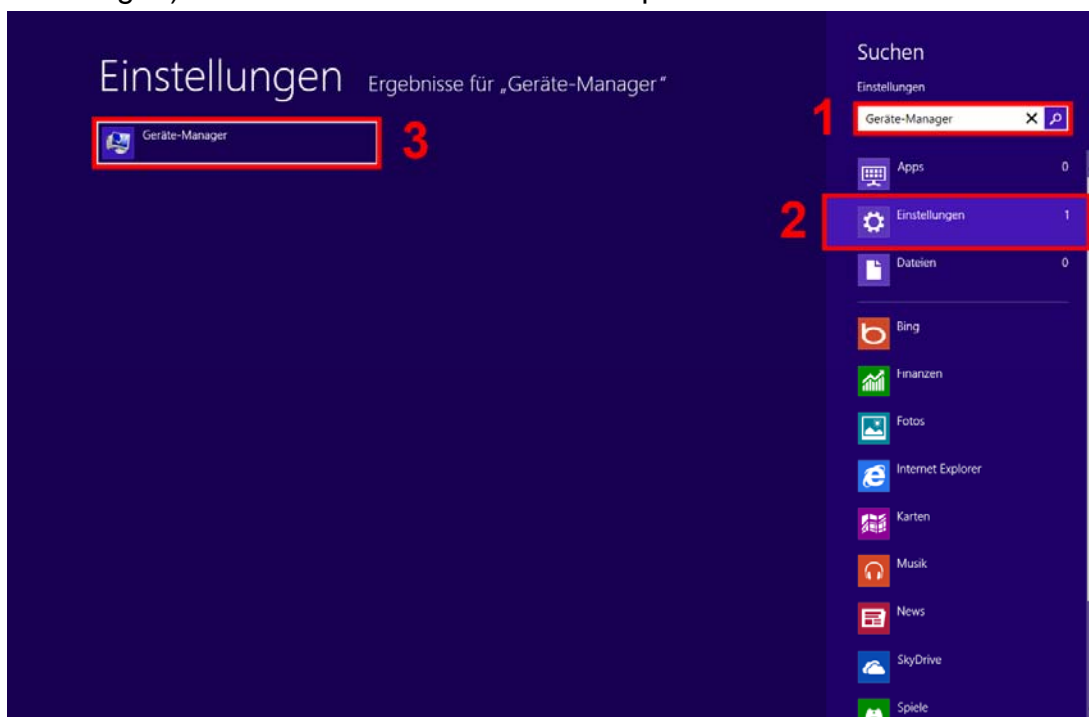 Einstellungen Ergebnisse für „Geräte-Manager"
Geräte-Manager
3
Suchen
Einstellungen
1
Geräte-Manager
Apps 0
2
Einstellungen 1
Dateien 0
Bing
Finanzen
Fotos
Internet Explorer
Karten
Musik
News
SkyDrive
Spiele